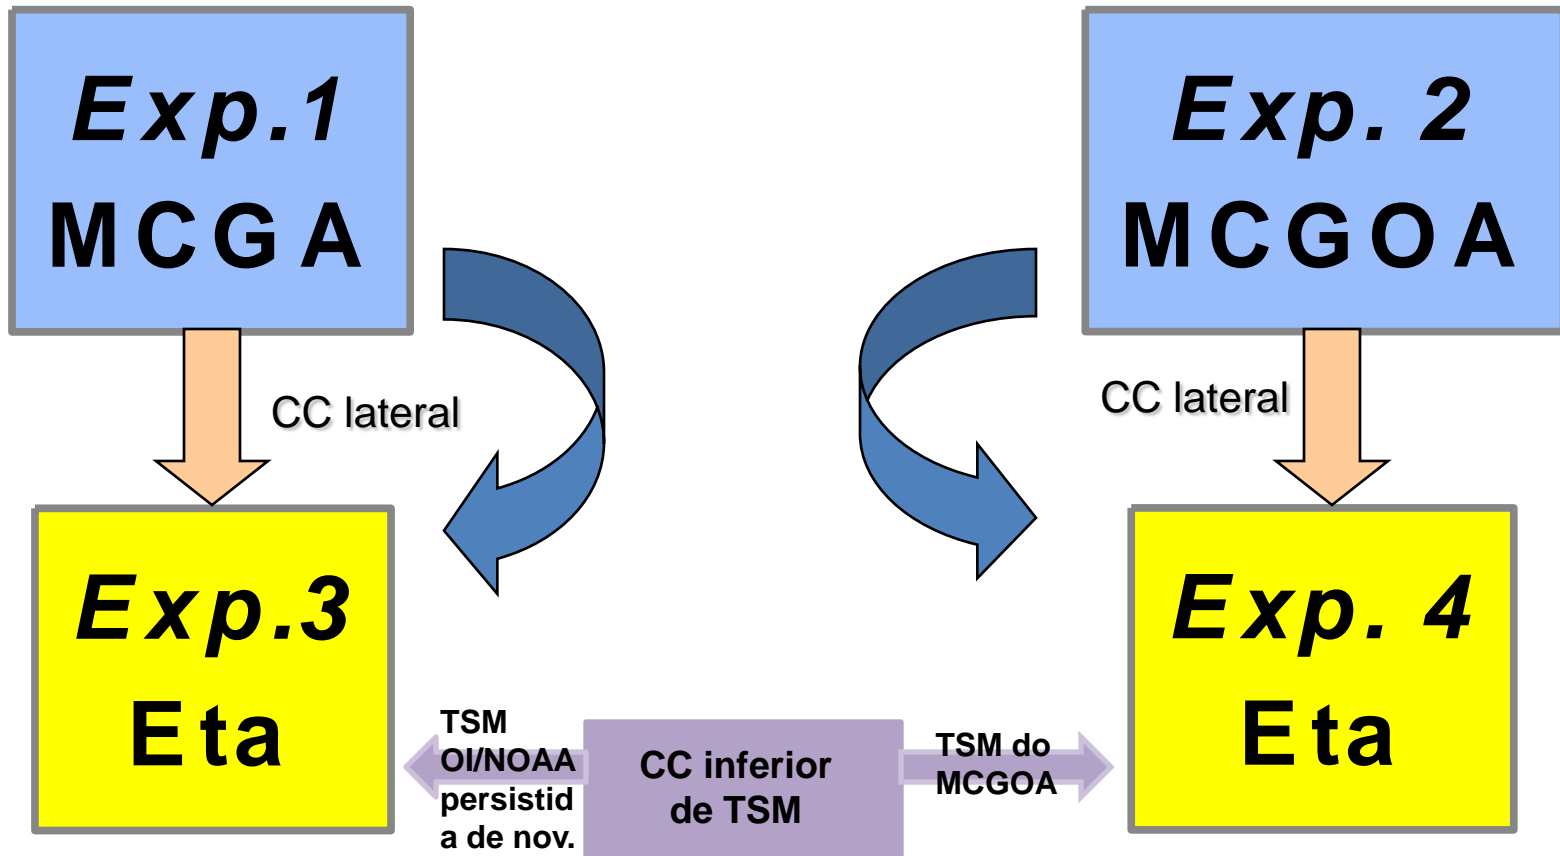 Exp.1
MCGA
Exp. 2
MCGOA
CC lateral
CC lateral
Exp.3
Eta
Exp. 4
Eta
TSM
OI/NOAA
persistid
a de nov.
CC inferior
de TSM
TSM do
MCGOA